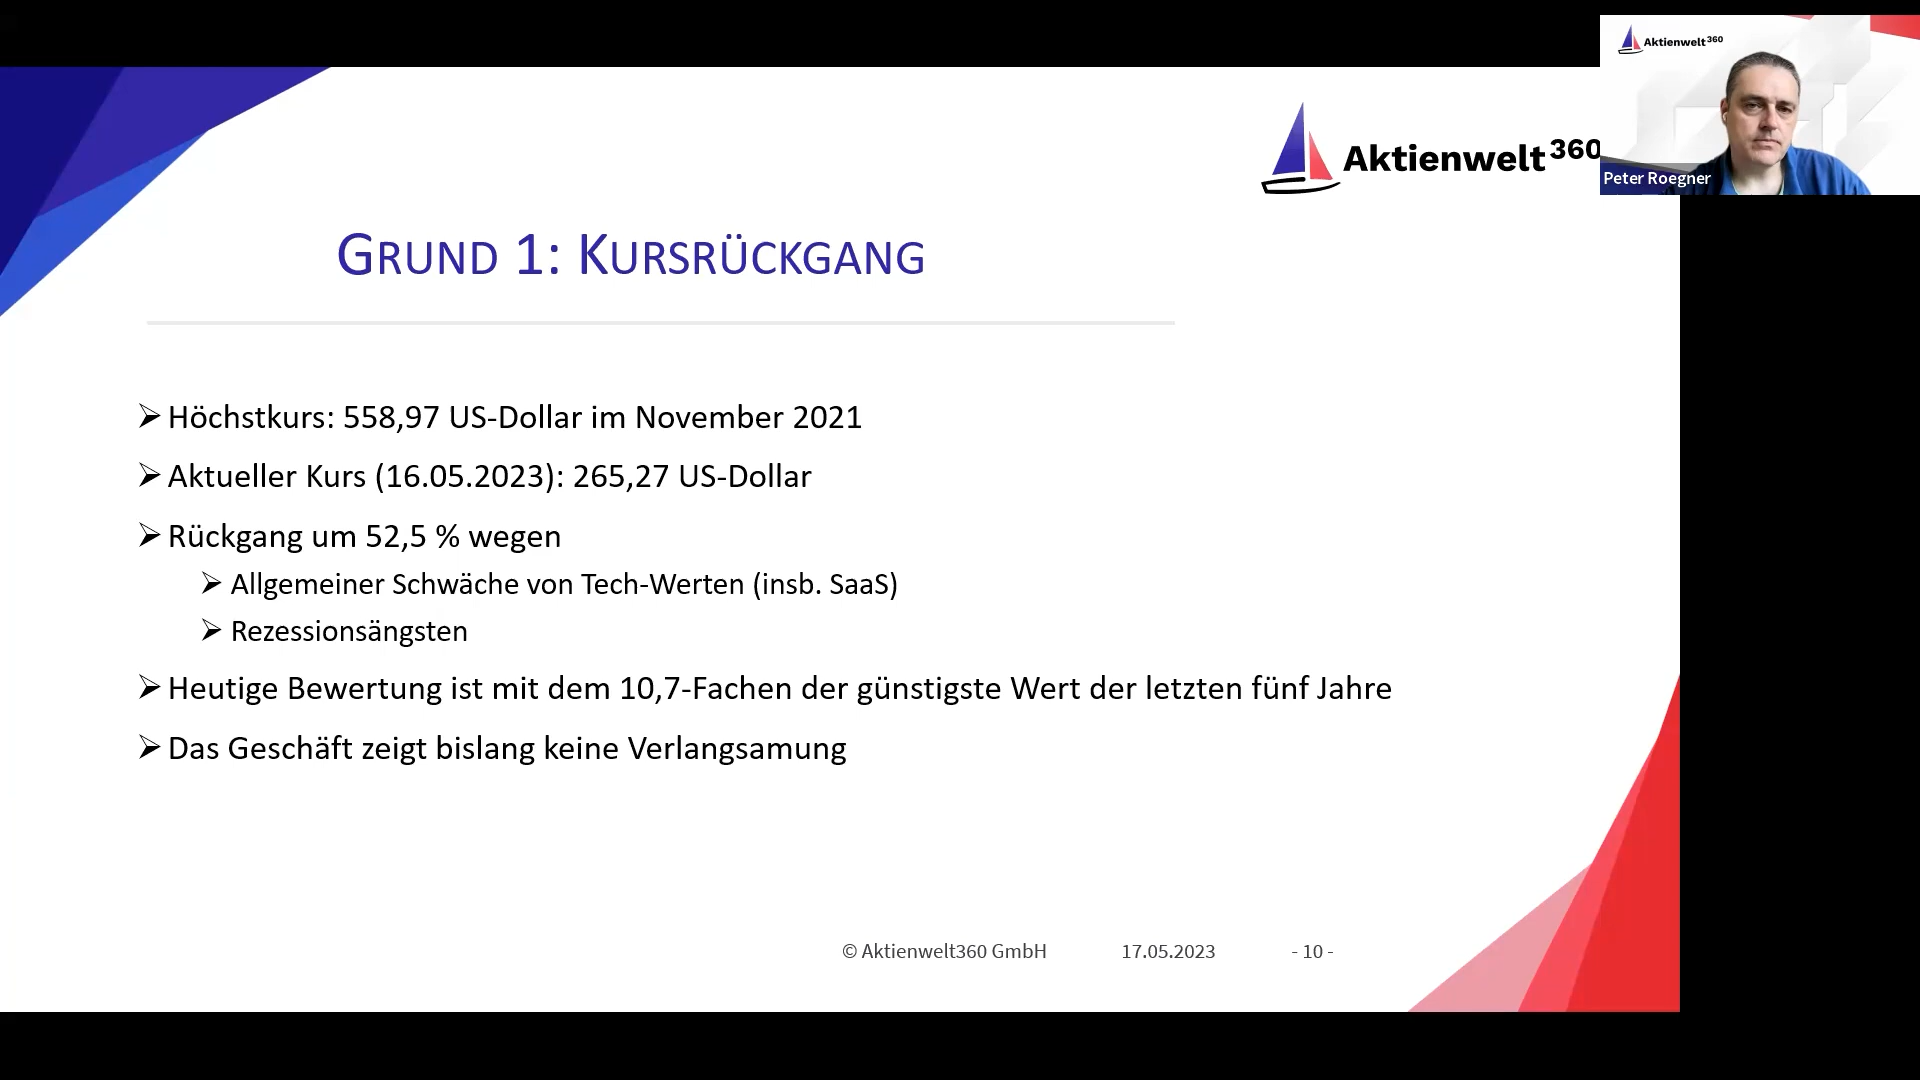 Aktienwelt360
Aktienwelt360
Peter Roegner
GRUND 1: KURSRÜCKGANG
Höchstkurs: 558,97 US-Dollar im November 2021
Aktueller Kurs (16.05.2023): 265,27 US-Dollar
Rückgang um 52,5 % wegen
Allgemeiner Schwäche von Tech-Werten (insb. SaaS)
Rezessionsängsten
Heutige Bewertung ist mit dem 10,7-Fachen der günstigste Wert der letzten fünf Jahre
Das Geschäft zeigt bislang keine Verlangsamung
© Aktienwelt360 GmbH 17.05.2023 - 10 -